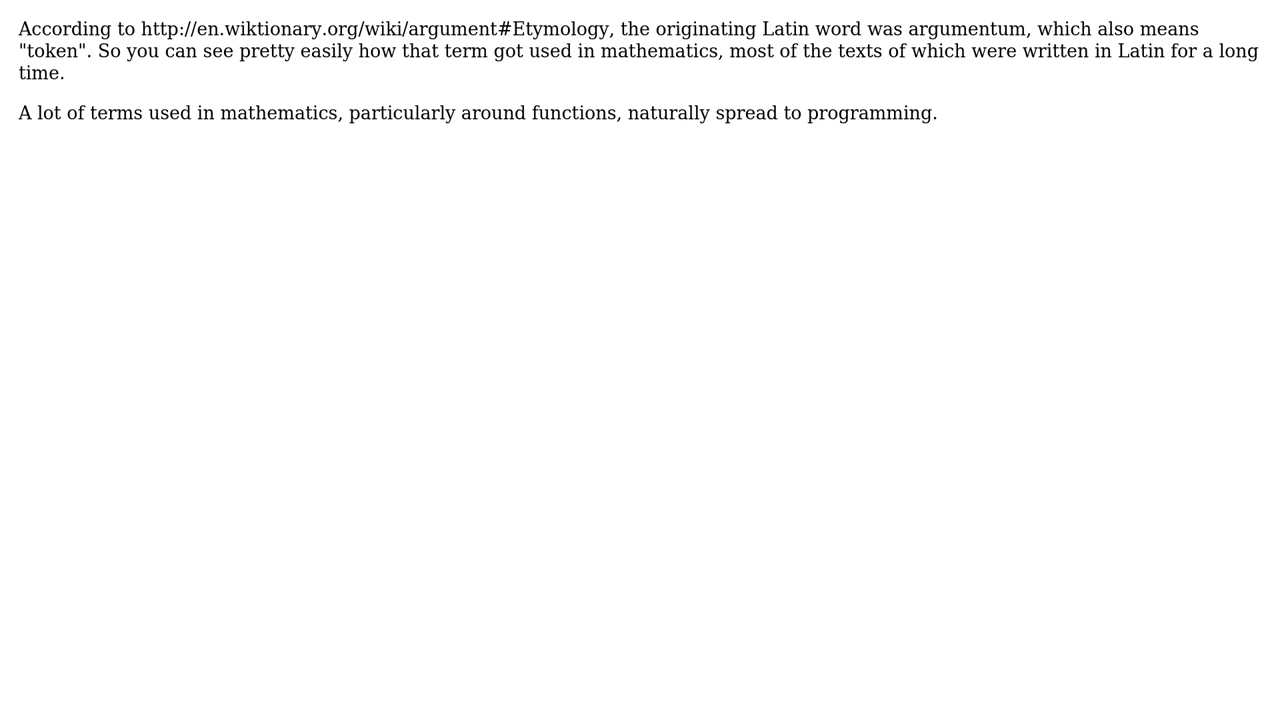 According to http://en.wiktionary.org/wiki/argument#Etymology, the originating Latin word was argumentum, which also means
"token". So you can see pretty easily how that term got used in mathematics, most of the texts of which were written in Latin for a long
time.
A lot of terms used in mathematics, particularly around functions, naturally spread to programming.